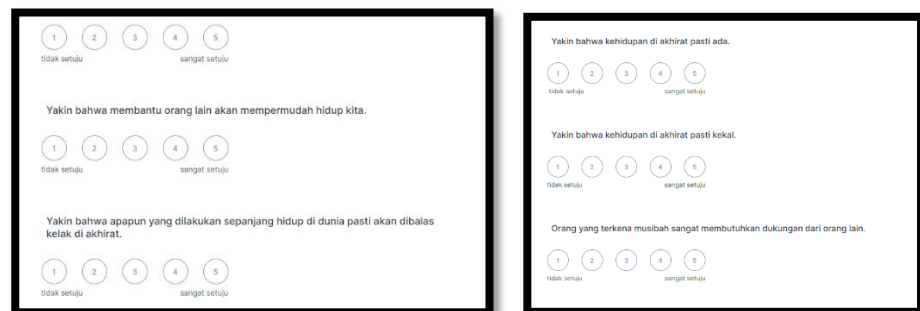 1 2 3 4 5
tidak setuju sangat setuju
Yakin bahwa membantu orang lain akan mempermudah hidup kita.
1 2 3 4 5
tidak setuju sangat setuju
Yakin bahwa apapun yang dilakukan sepanjang hidup di dunia pasti akan dibalas
kelak di akhirat.
1 2 3 4 5
tidak setuju sangat setuju
Yakin bahwa kehidupan di akhirat pasti ada.
1 2 3 4 5
tidak setuju sangat setuju
Yakin bahwa kehidupan di akhirat pasti kekal.
1 2 3 4 5
tidak setuju sangat setuju
Orang yang terkena musibah sangat membutuhkan dukungan dari orang lain.
1 2 3 4 5
tidak setuju sangat setuju